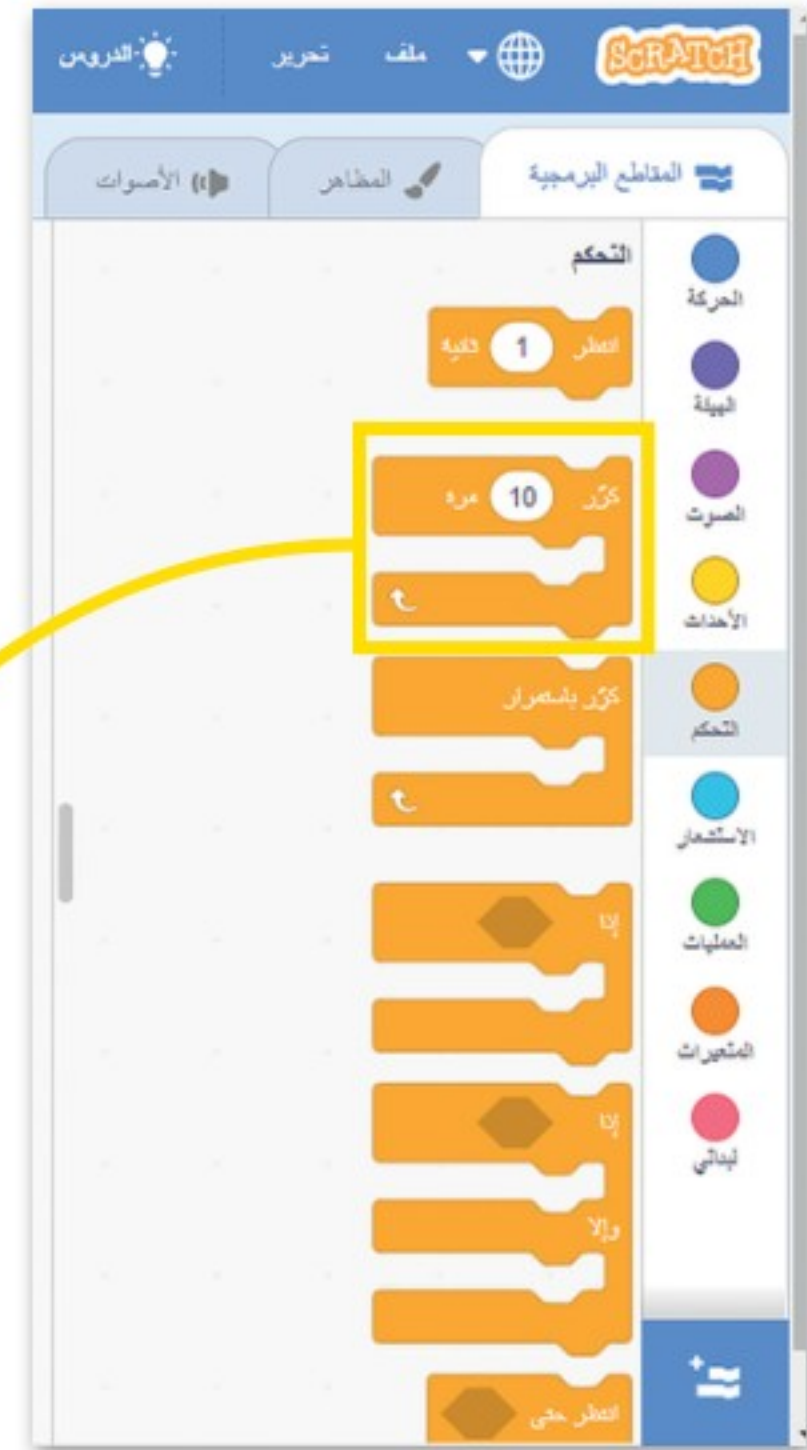 SCRATCH ملف تحرير الدروس
المقاطع البرمجية المظاهر الأصوات
التحكم
الحركة
انتظر 1 ثانية
الهيئة
كرّر 10 مرة
الصوت
الأحداث
كرّر باستمرار
التحكم
الاستشعار
إذا
العمليات
المتغيرات
إذا
لبناتي
وإلا
انتظر حتى